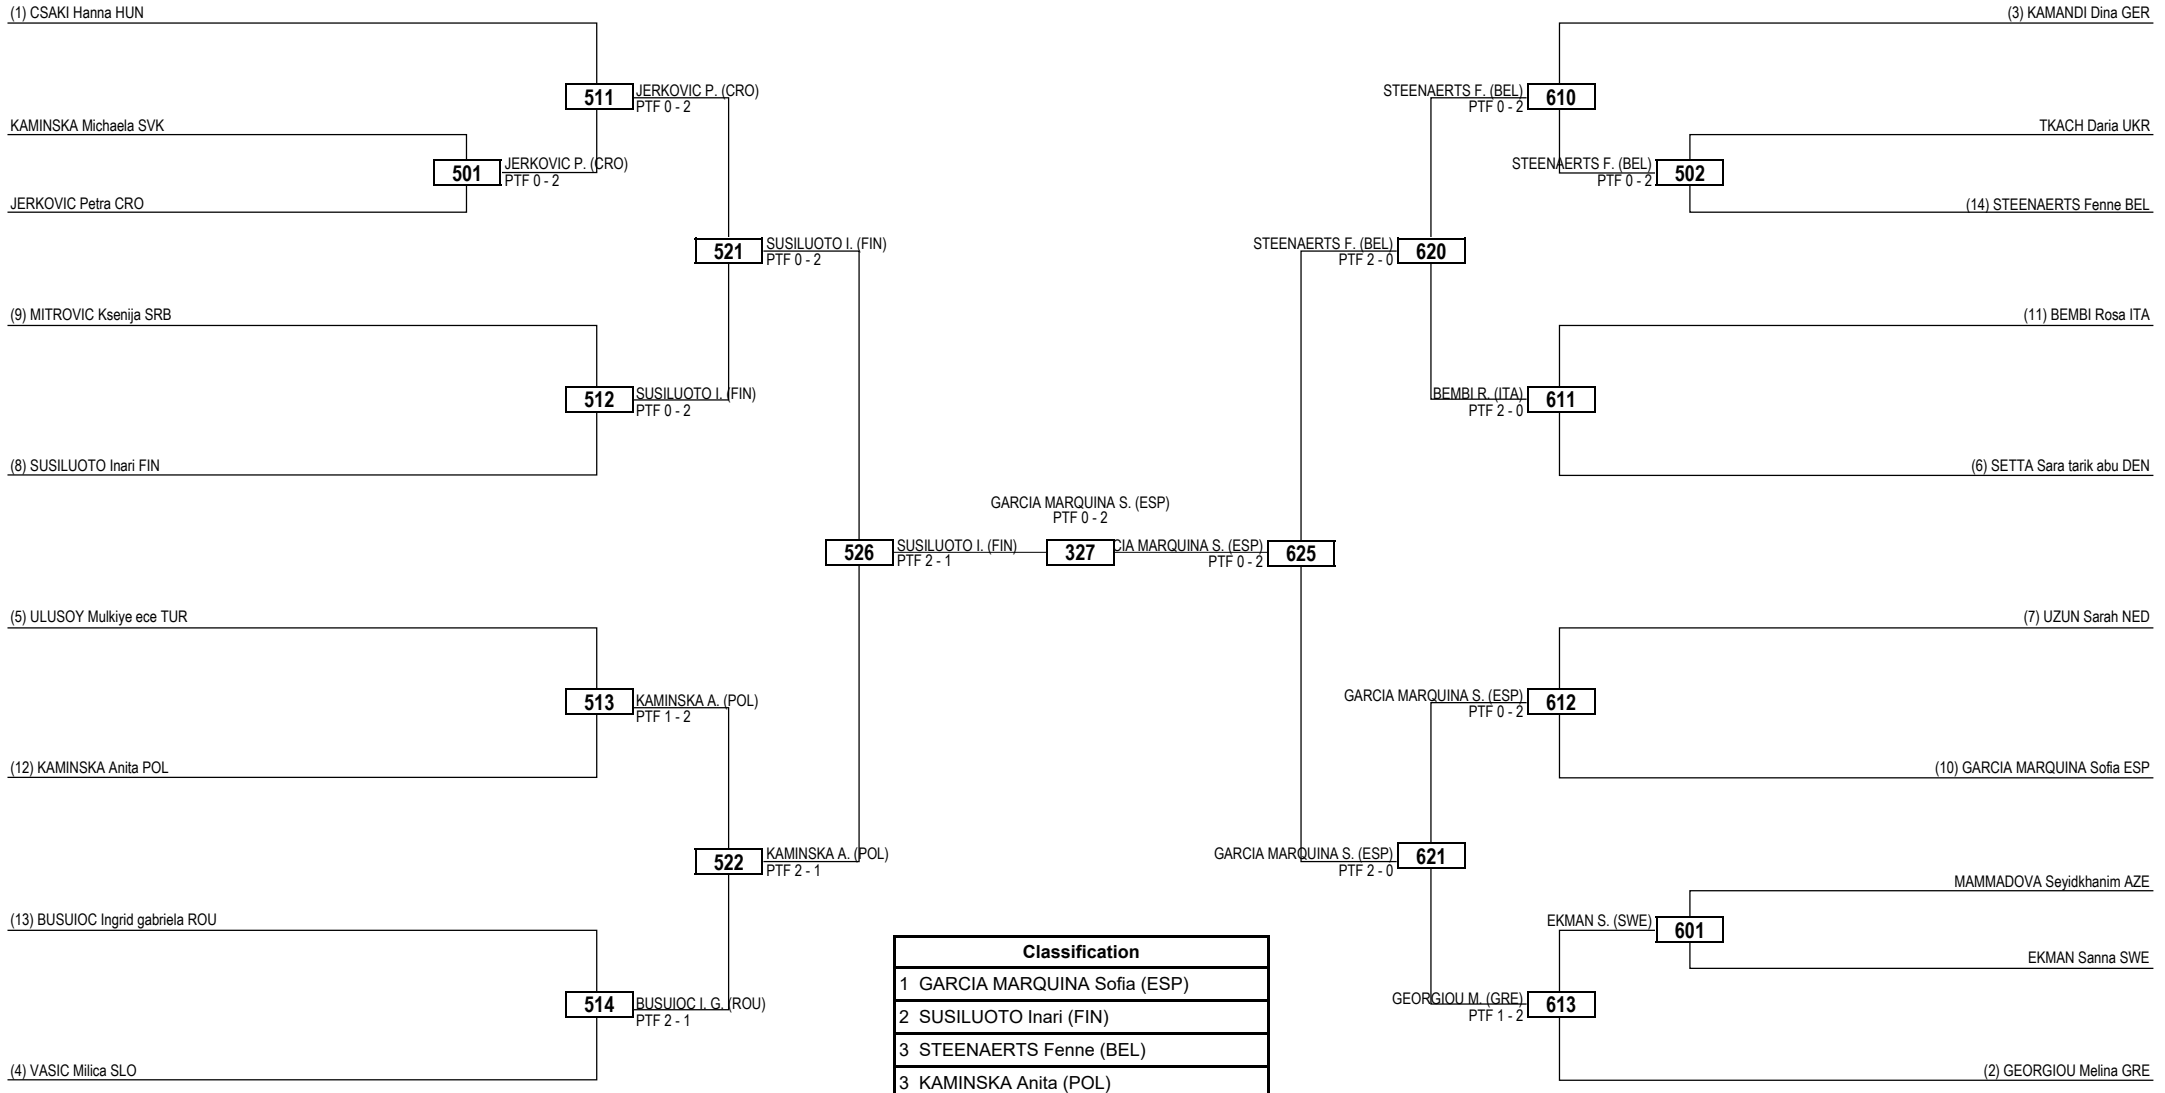 (1) CSAKI Hanna HUN
(3) KAMANDI Dina GER
511
JERKOVIC P. (CRO)
PTF 0 - 2
STEENAERTS F. (BEL)
PTF 0 - 2
610
KAMINSKA Michaela SVK
TKACH Daria UKR
501
JERKOVIC P. (CRO)
PTF 0 - 2
STEENAERTS F. (BEL)
PTF 0 - 2
502
JERKOVIC Petra CRO
(14) STEENAERTS Fenne BEL
521
SUSILUOTO I. (FIN)
PTF 0 - 2
STEENAERTS F. (BEL)
PTF 2 - 0
620
(9) MITROVIC Ksenija SRB
(11) BEMBI Rosa ITA
512
SUSILUOTO I. (FIN)
PTF 0 - 2
BEMBI R. (ITA)
PTF 2 - 0
611
(8) SUSILUOTO Inari FIN
(6) SETTA Sara tarik abu DEN
GARCIA MARQUINA S. (ESP)
PTF 0 - 2
526
SUSILUOTO I. (FIN)
PTF 2 - 1
327
CIA MARQUINA S. (ESP)
PTF 0 - 2
625
(5) ULUSOY Mulkiye ece TUR
(7) UZUN Sarah NED
513
KAMINSKA A. (POL)
PTF 1 - 2
GARCIA MARQUINA S. (ESP)
PTF 0 - 2
612
(12) KAMINSKA Anita POL
(10) GARCIA MARQUINA Sofia ESP
522
KAMINSKA A. (POL)
PTF 2 - 1
GARCIA MARQUINA S. (ESP)
PTF 2 - 0
621
MAMMADOVA Seyidkhanim AZE
(13) BUSUIOC Ingrid gabriela ROU
EKMAN S. (SWE)
601
EKMAN Sanna SWE
514
BUSUIOC I. G. (ROU)
PTF 2 - 1
GEORGIOU M. (GRE)
PTF 1 - 2
613
(4) VASIC Milica SLO
(2) GEORGIOU Melina GRE
Classification
1 GARCIA MARQUINA Sofia (ESP)
2 SUSILUOTO Inari (FIN)
3 STEENAERTS Fenne (BEL)
3 KAMINSKA Anita (POL)